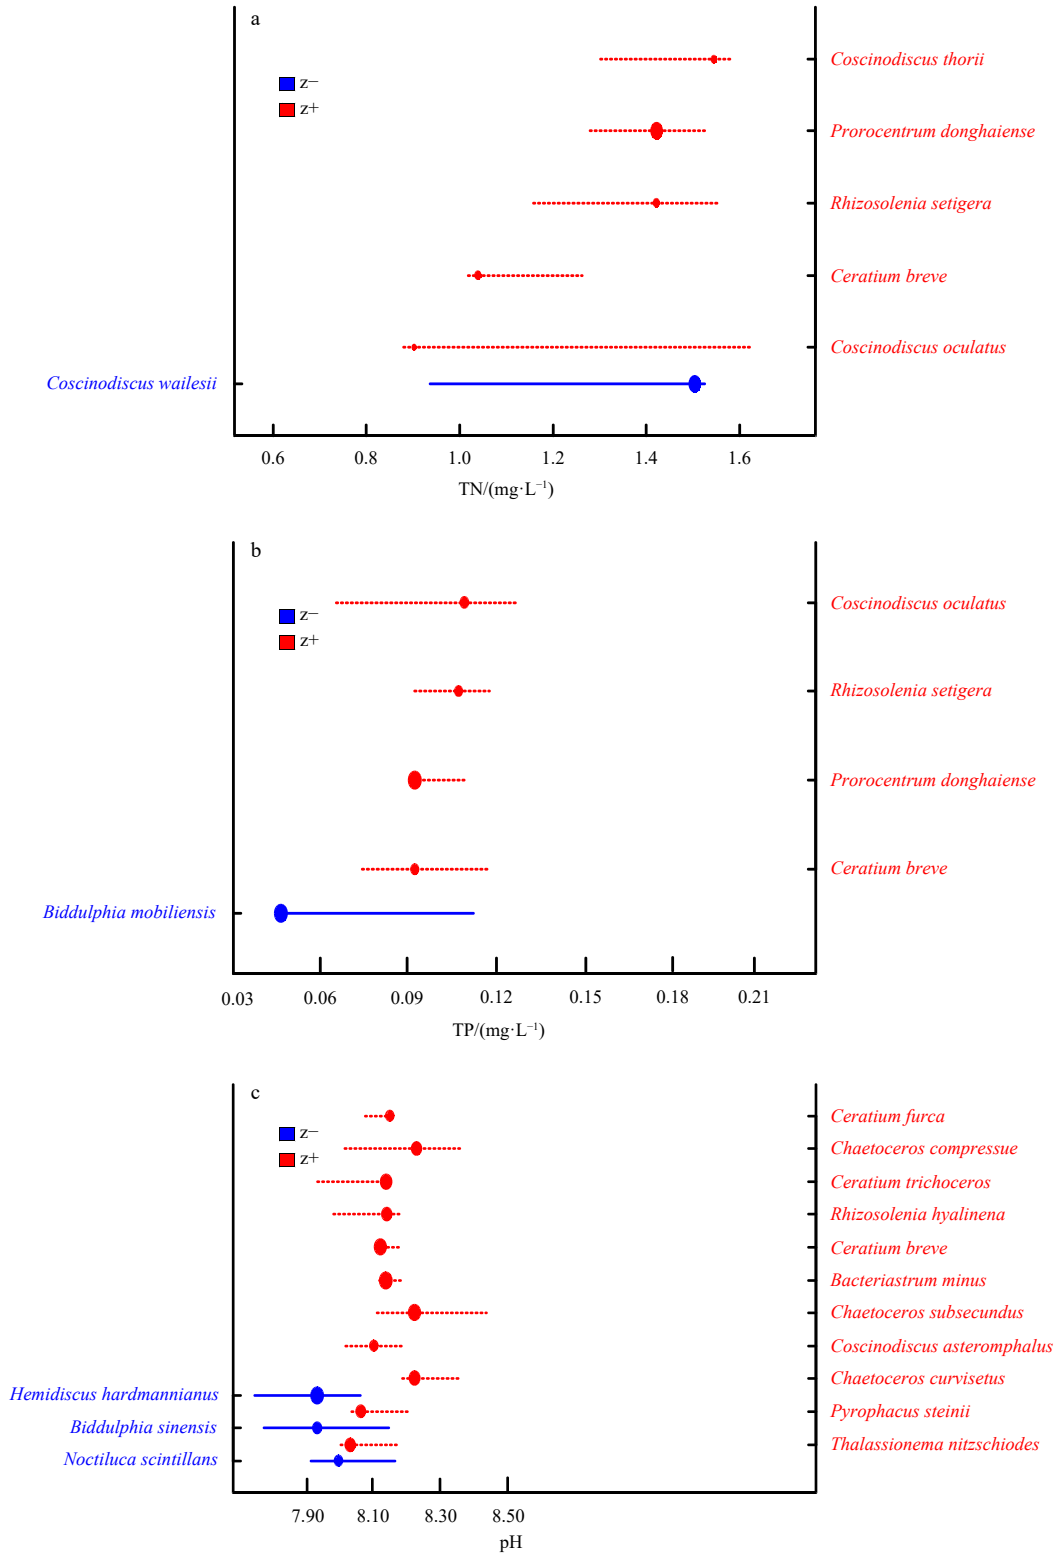 a
z−
z+
Coscinodiscus thorii
Prorocentrum donghaiense
Rhizosolenia setigera
Ceratium breve
Coscinodiscus oculatus
Coscinodiscus wailesii
0.6 0.8 1.0 1.2 1.4 1.6
TN/(mg·L⁻¹)
b
z−
z+
Coscinodiscus oculatus
Rhizosolenia setigera
Prorocentrum donghaiense
Ceratium breve
Biddulphia mobiliensis
0.03 0.06 0.09 0.12 0.15 0.18 0.21
TP/(mg·L⁻¹)
c
z−
z+
Ceratium furca
Chaetoceros compressue
Ceratium trichoceros
Rhizosolenia hyalinena
Ceratium breve
Bacteriastrum minus
Chaetoceros subsecundus
Coscinodiscus asteromphalus
Chaetoceros curvisetus
Hemidiscus hardmannianus
Pyrophacus steinii
Biddulphia sinensis
Thalassionema nitzschiodes
Noctiluca scintillans
7.90 8.10 8.30 8.50
pH